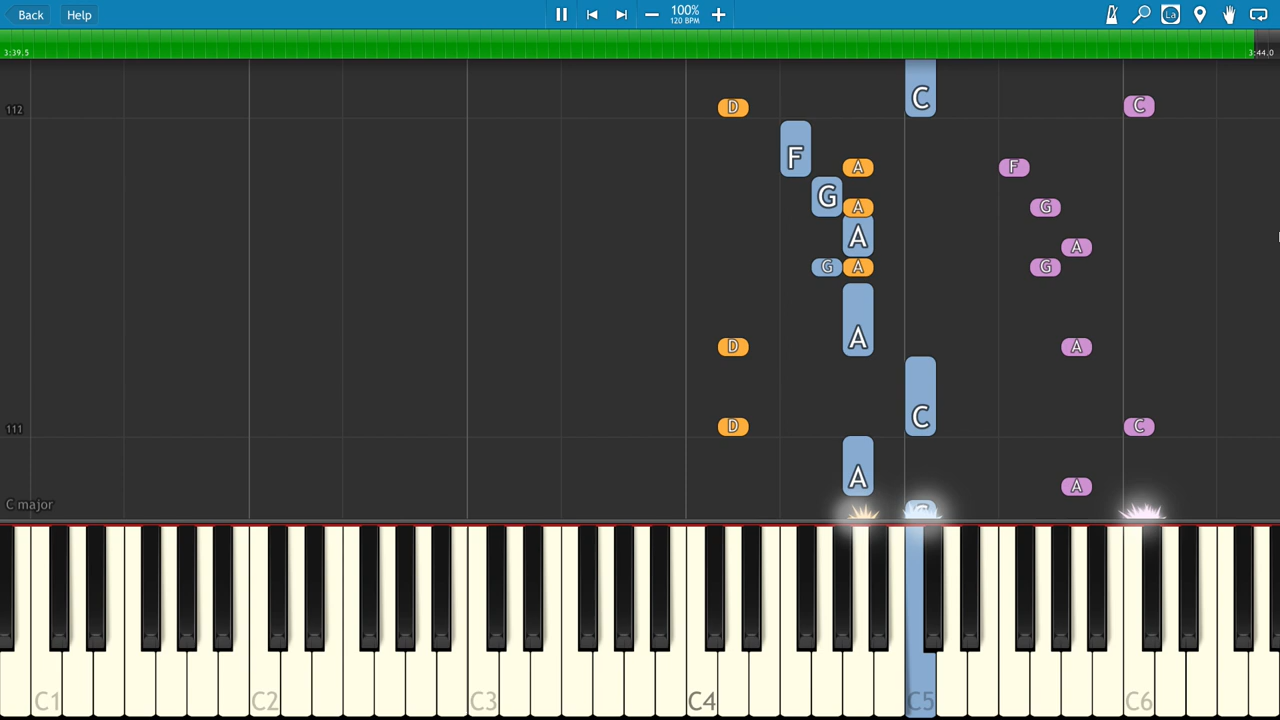 Back Help 100% La
120 BPM
3:39,5 3:44.0
C
112 D C
F A F
G A G
A A
G A G
A
D A
C
111 D C
A A
C major
C1 C2 C3 C4 C5 C6